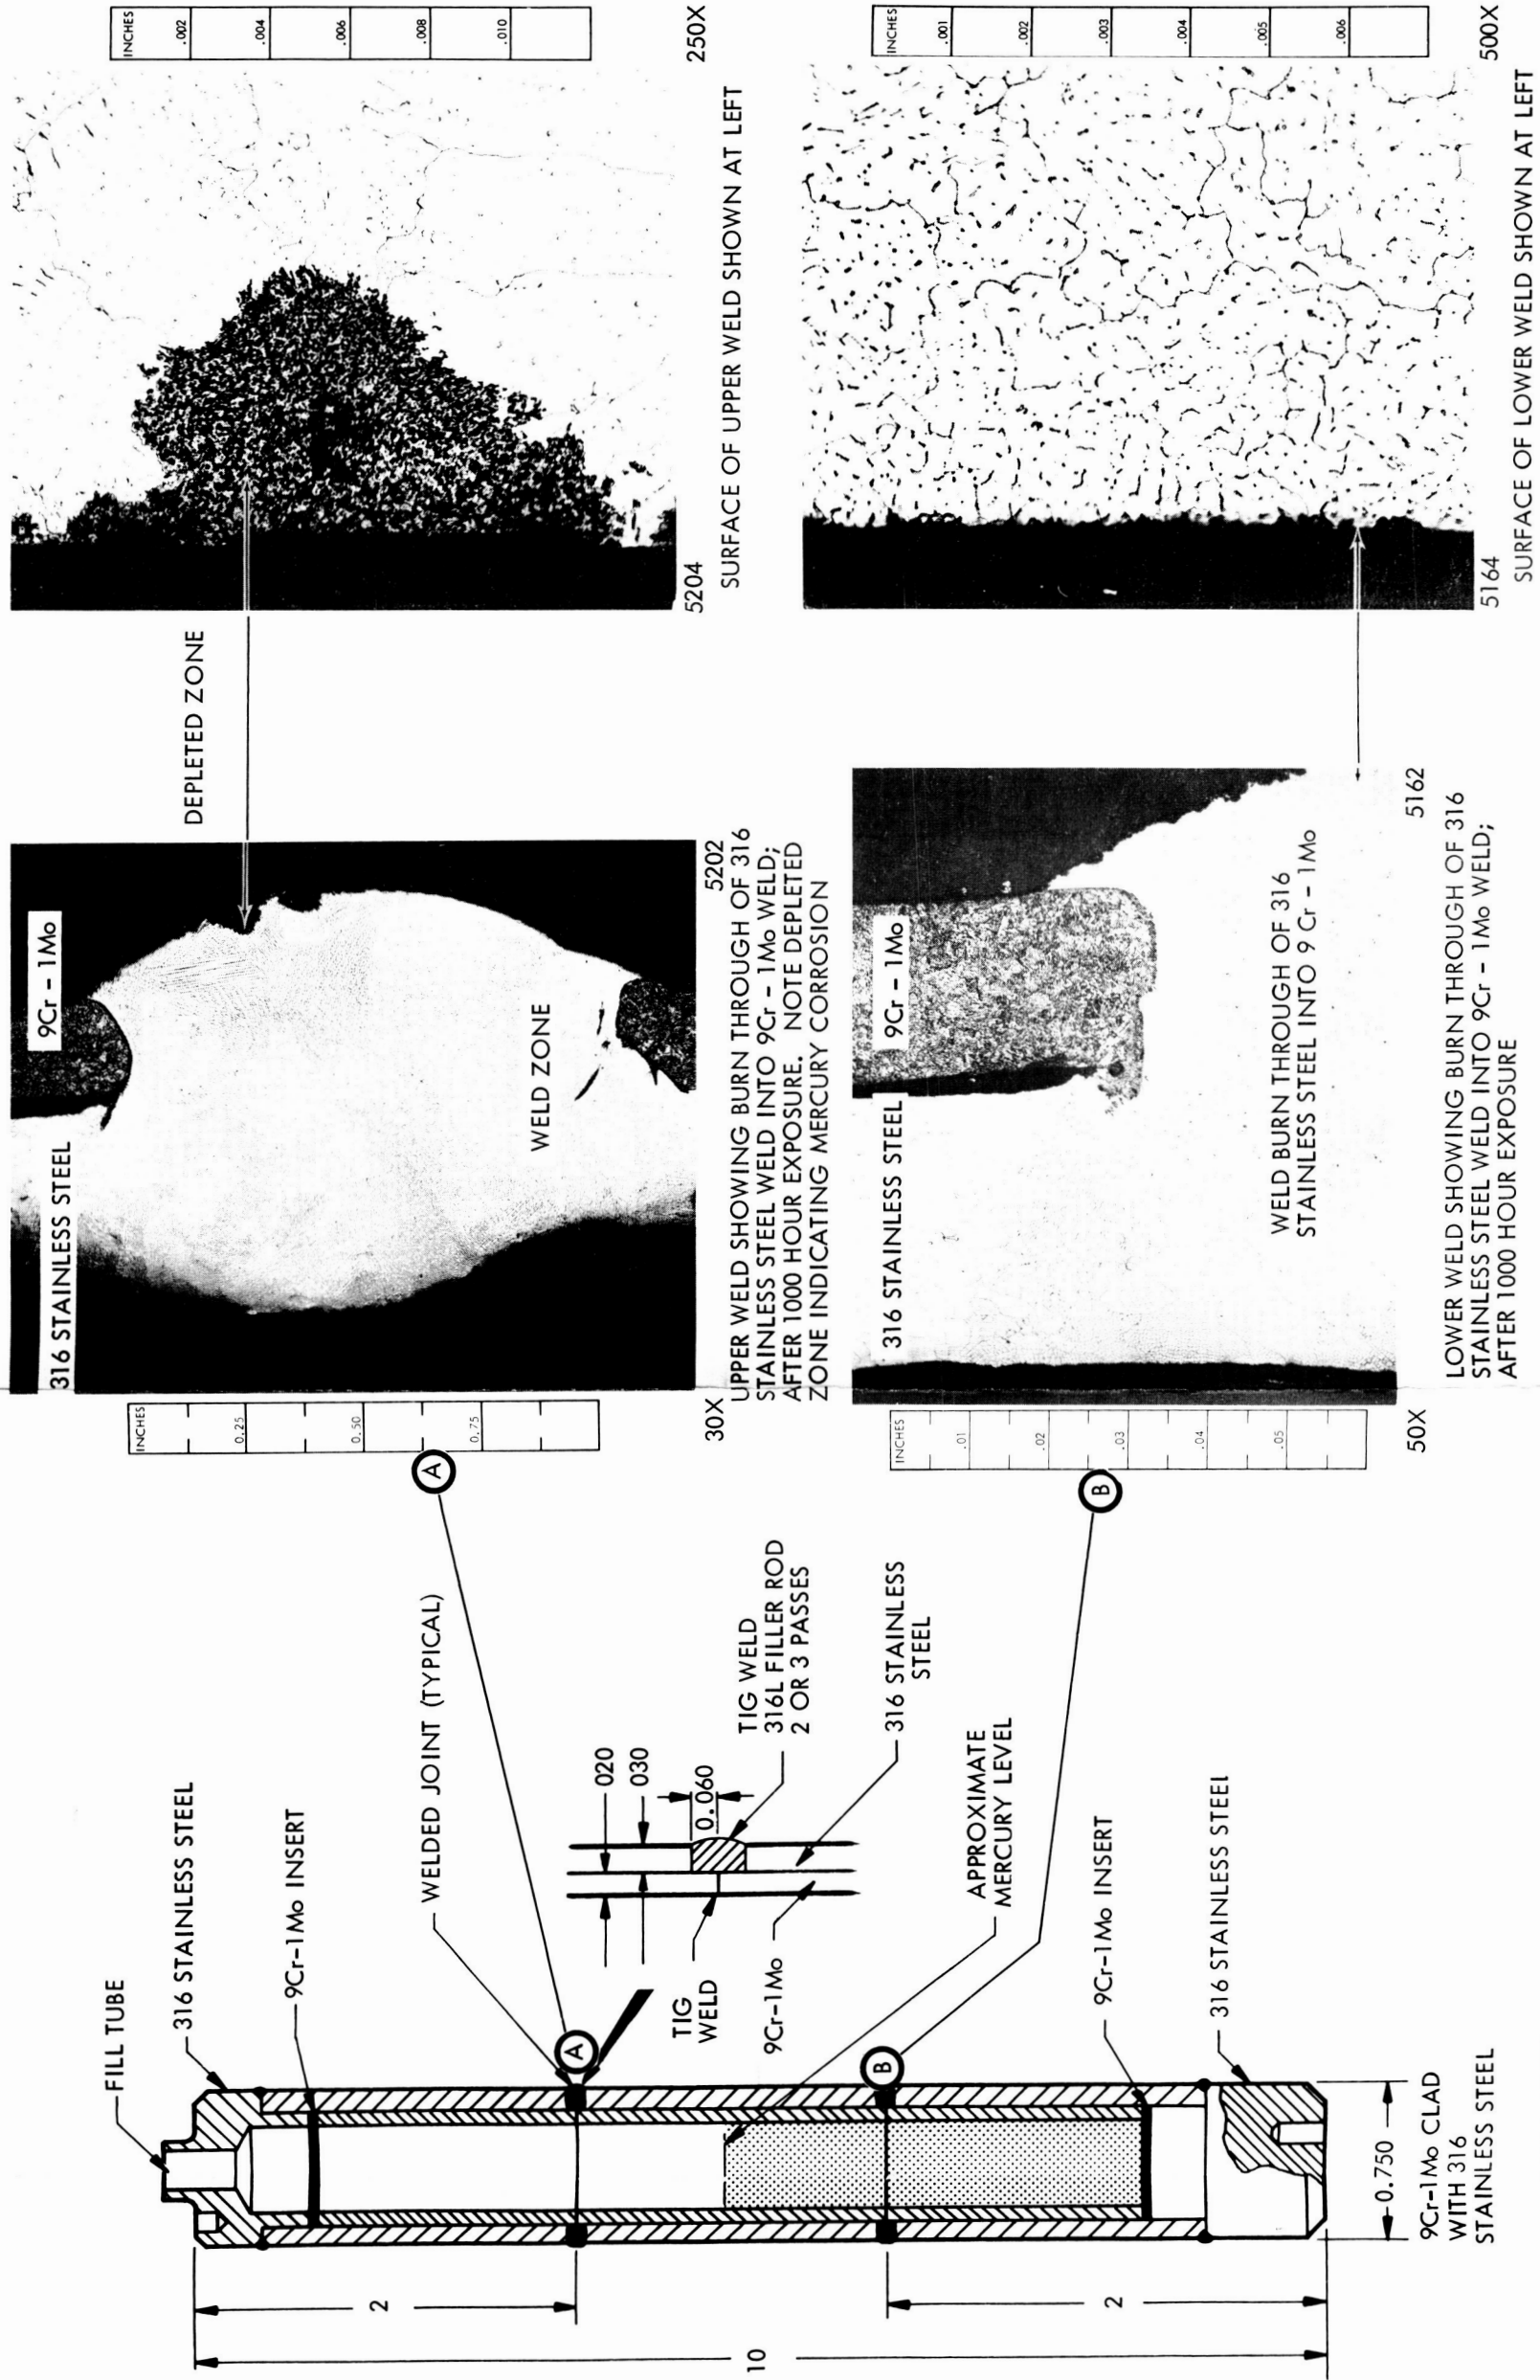 FILL TUBE
316 STAINLESS STEEL
9Cr-1Mo INSERT
WELDED JOINT (TYPICAL)
A
A
020
030
0.060
TIG
WELD
TIG WELD
316L FILLER ROD
2 OR 3 PASSES
9Cr-1Mo
316 STAINLESS
STEEL
APPROXIMATE
MERCURY LEVEL
B
B
9Cr-1Mo INSERT
316 STAINLESS STEEL
2
2
10
0.750
9Cr-1Mo CLAD
WITH 316
STAINLESS STEEL
INCHES
0.25
0.50
0.75
30X
316 STAINLESS STEEL
9Cr - 1Mo
WELD ZONE
5202
UPPER WELD SHOWING BURN THROUGH OF 316
STAINLESS STEEL WELD INTO 9Cr - 1Mo WELD;
AFTER 1000 HOUR EXPOSURE. NOTE DEPLETED
ZONE INDICATING MERCURY CORROSION
DEPLETED ZONE
INCHES
.002
.004
.006
.008
.010
250X
5204
SURFACE OF UPPER WELD SHOWN AT LEFT
INCHES
.01
.02
.03
.04
.05
50X
316 STAINLESS STEEL
9Cr - 1Mo
WELD BURN THROUGH OF 316
STAINLESS STEEL INTO 9 Cr - 1Mo
5162
LOWER WELD SHOWING BURN THROUGH OF 316
STAINLESS STEEL WELD INTO 9Cr - 1Mo WELD;
AFTER 1000 HOUR EXPOSURE
INCHES
.001
.002
.003
.004
.005
.006
500X
5164
SURFACE OF LOWER WELD SHOWN AT LEFT